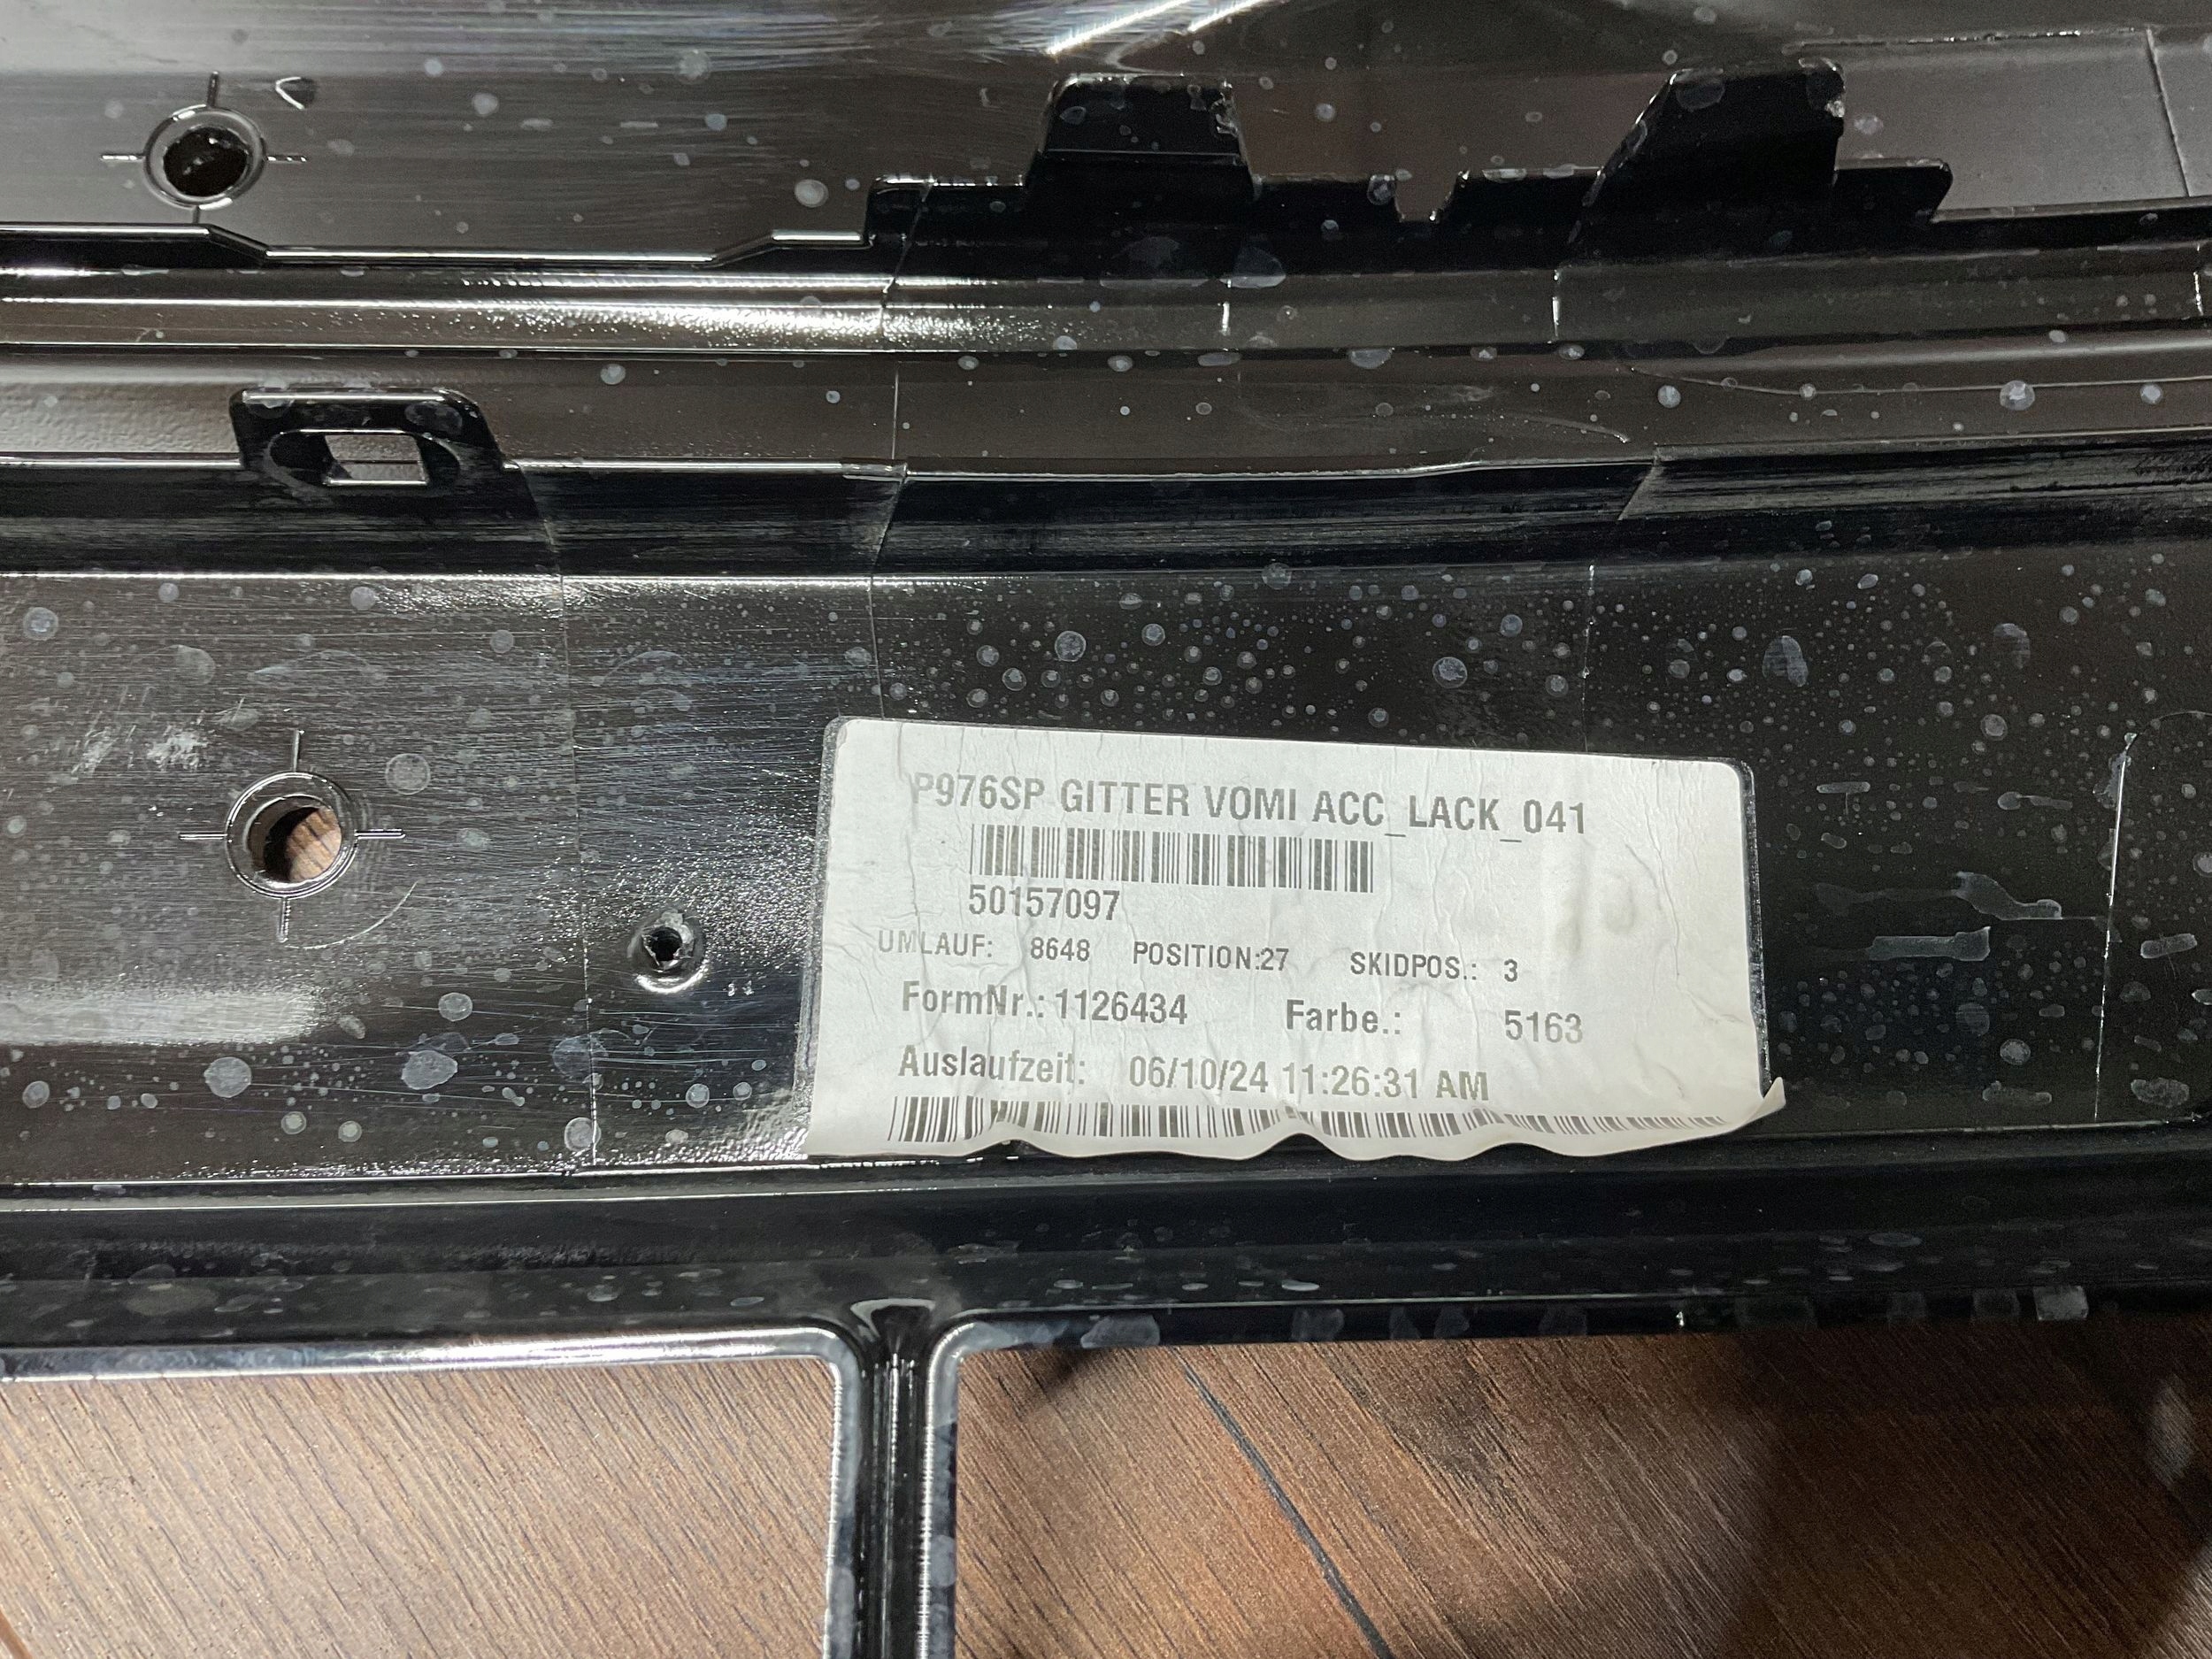 P976SP GITTER VOMI ACC_LACK_041
50157097
UMLAUF: 8648 POSITION:27 SKIDPOS.: 3
FormNr.: 1126434 Farbe.: 5163
Auslaufzeit: 06/10/24 11:26:31 AM